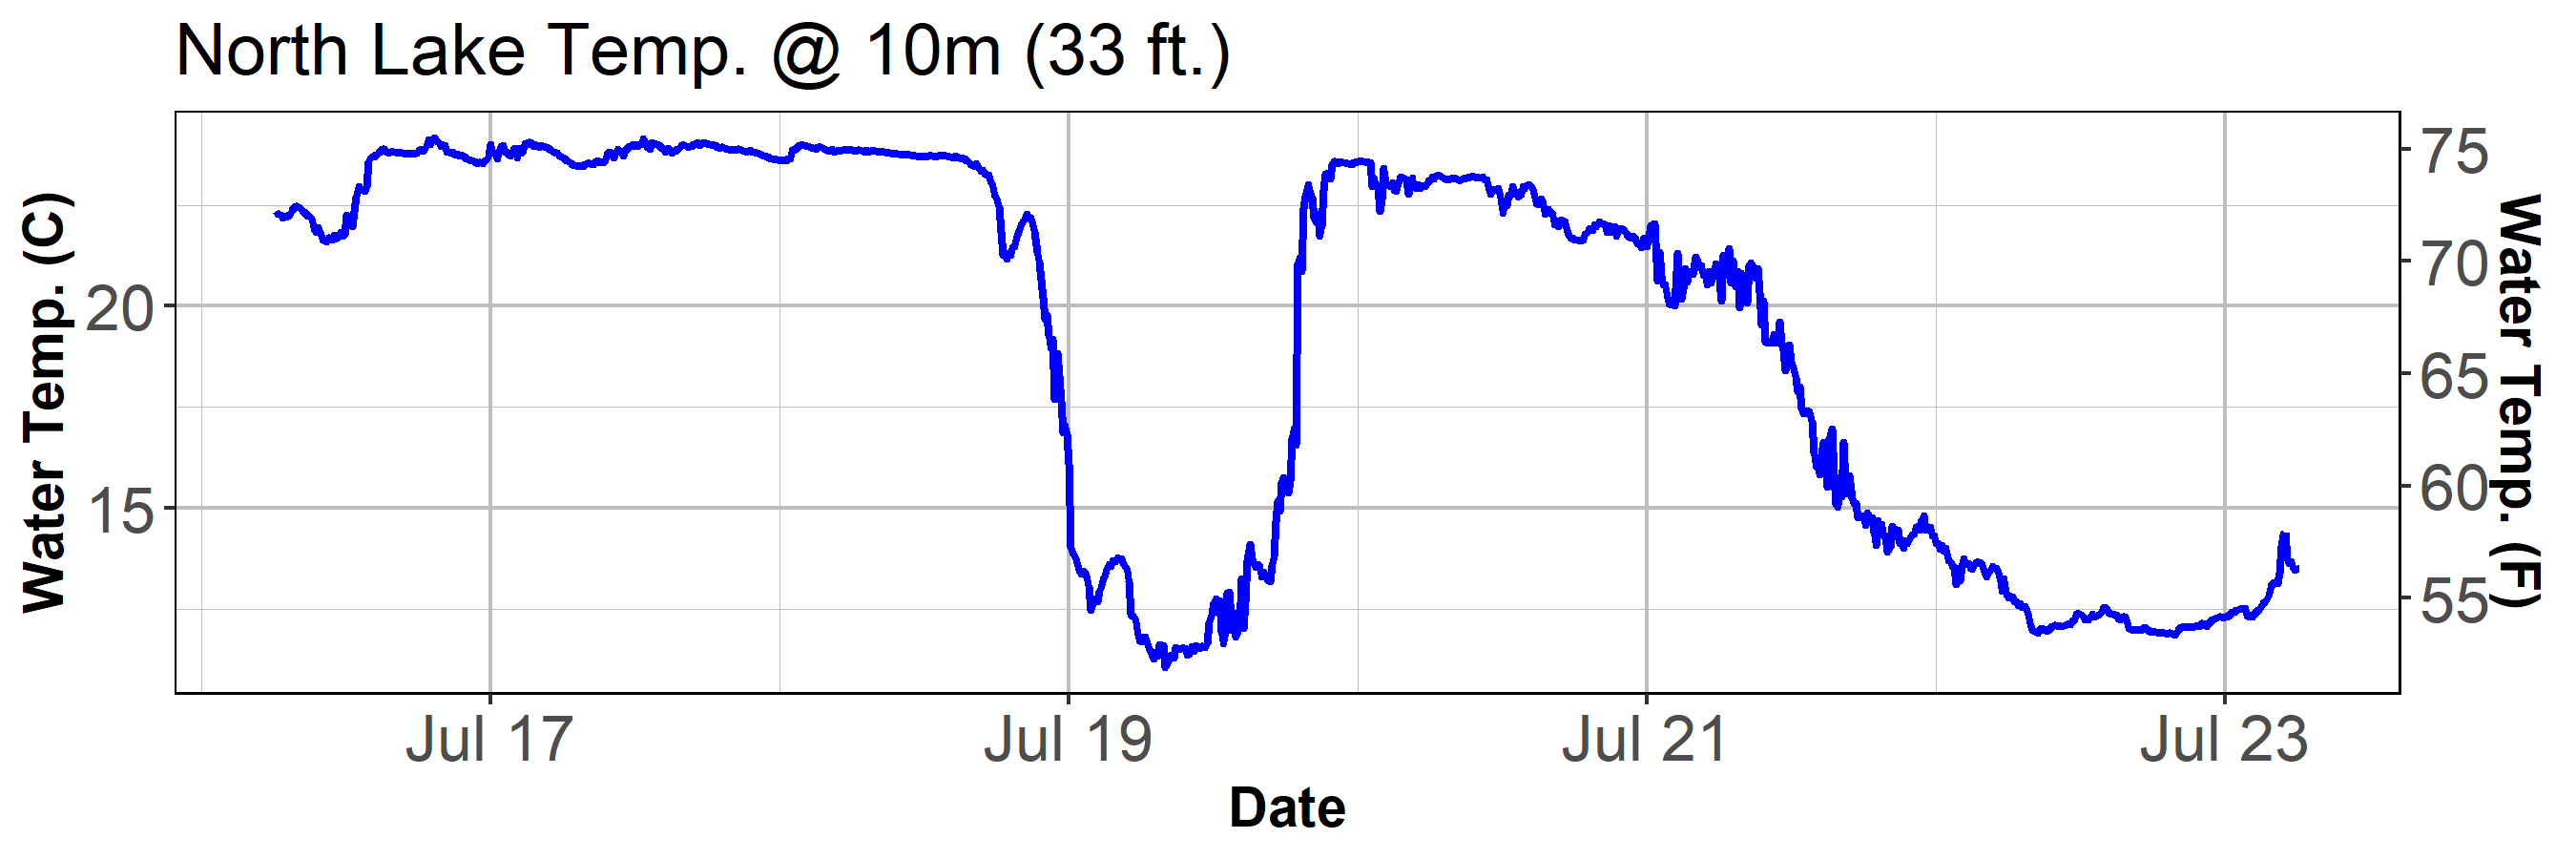 North Lake Temp. @ 10m (33 ft.)
Water Temp. (C)
20
15
75
70
65
60
55
Water Temp. (F)
Jul 17 Jul 19 Jul 21 Jul 23
Date